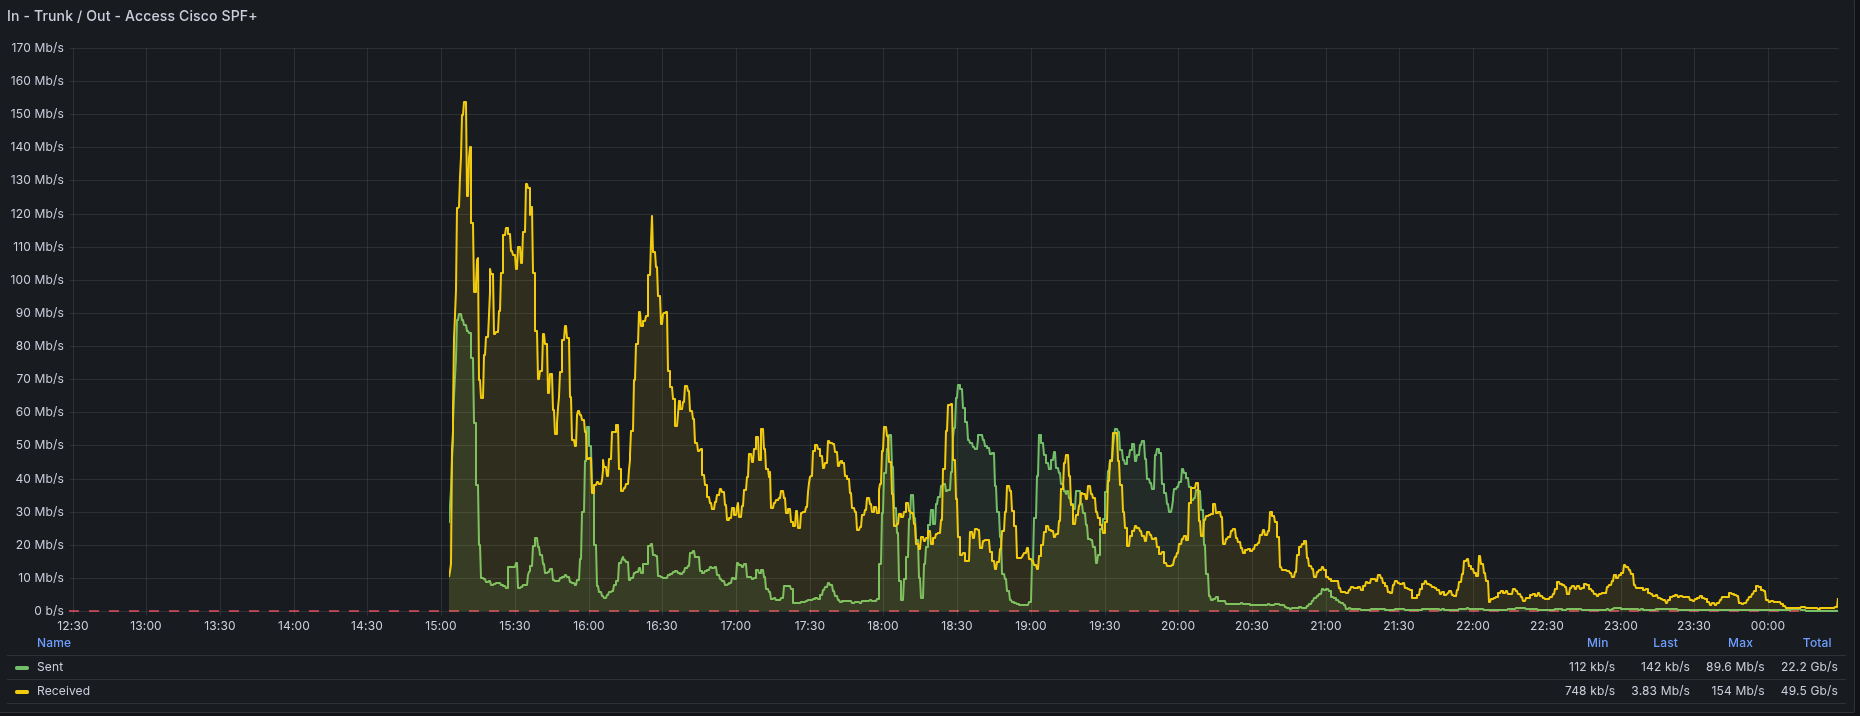 In - Trunk / Out - Access Cisco SPF+
170 Mb/s
160 Mb/s
150 Mb/s
140 Mb/s
130 Mb/s
120 Mb/s
110 Mb/s
100 Mb/s
90 Mb/s
80 Mb/s
70 Mb/s
60 Mb/s
50 Mb/s
40 Mb/s
30 Mb/s
20 Mb/s
10 Mb/s
0 b/s
12:30 13:00 13:30 14:00 14:30 15:00 15:30 16:00 16:30 17:00 17:30 18:00 18:30 19:00 19:30 20:00 20:30 21:00 21:30 22:00 22:30 23:00 23:30 00:00
Name Min Last Max Total
Sent 112 kb/s 142 kb/s 89.6 Mb/s 22.2 Gb/s
Received 748 kb/s 3.83 Mb/s 154 Mb/s 49.5 Gb/s